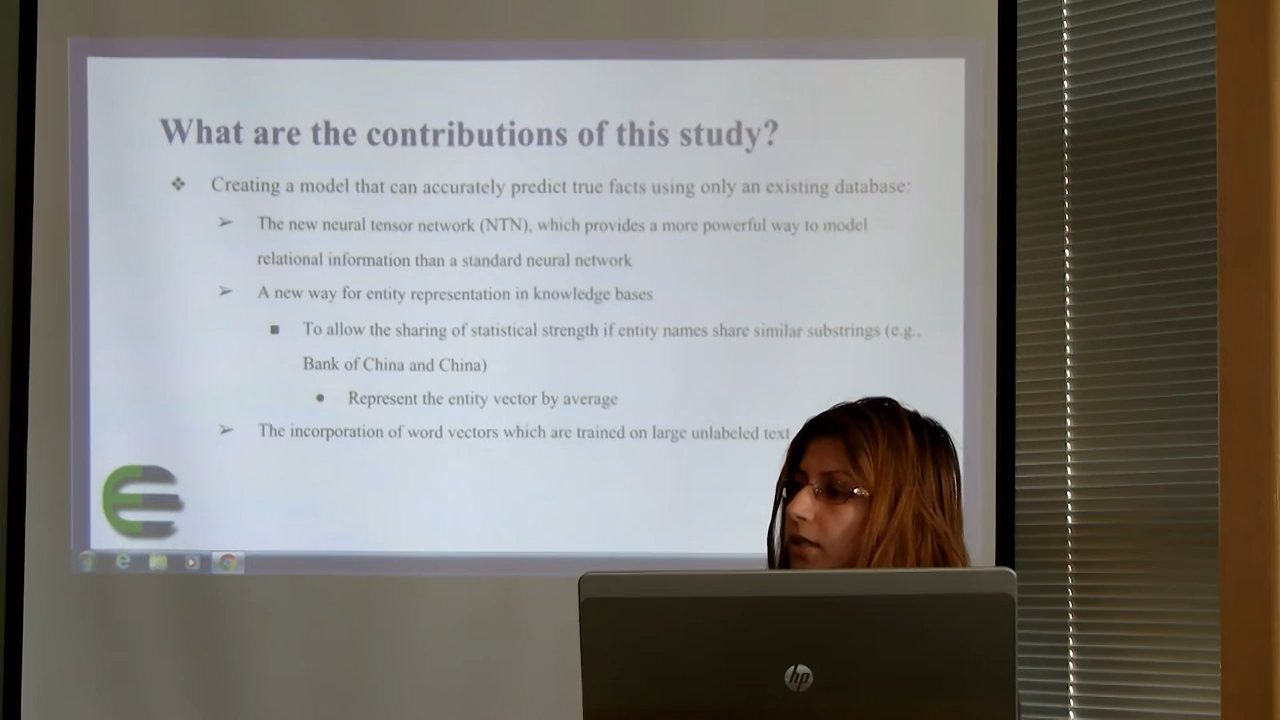 What are the contributions of this study?
❖ Creating a model that can accurately predict true facts using only an existing database:
➢ The new neural tensor network (NTN), which provides a more powerful way to model
relational information than a standard neural network
➢ A new way for entity representation in knowledge bases
■ To allow the sharing of statistical strength if entity names share similar substrings (e.g.,
Bank of China and China)
● Represent the entity vector by average
➢ The incorporation of word vectors which are trained on large unlabeled text
hp